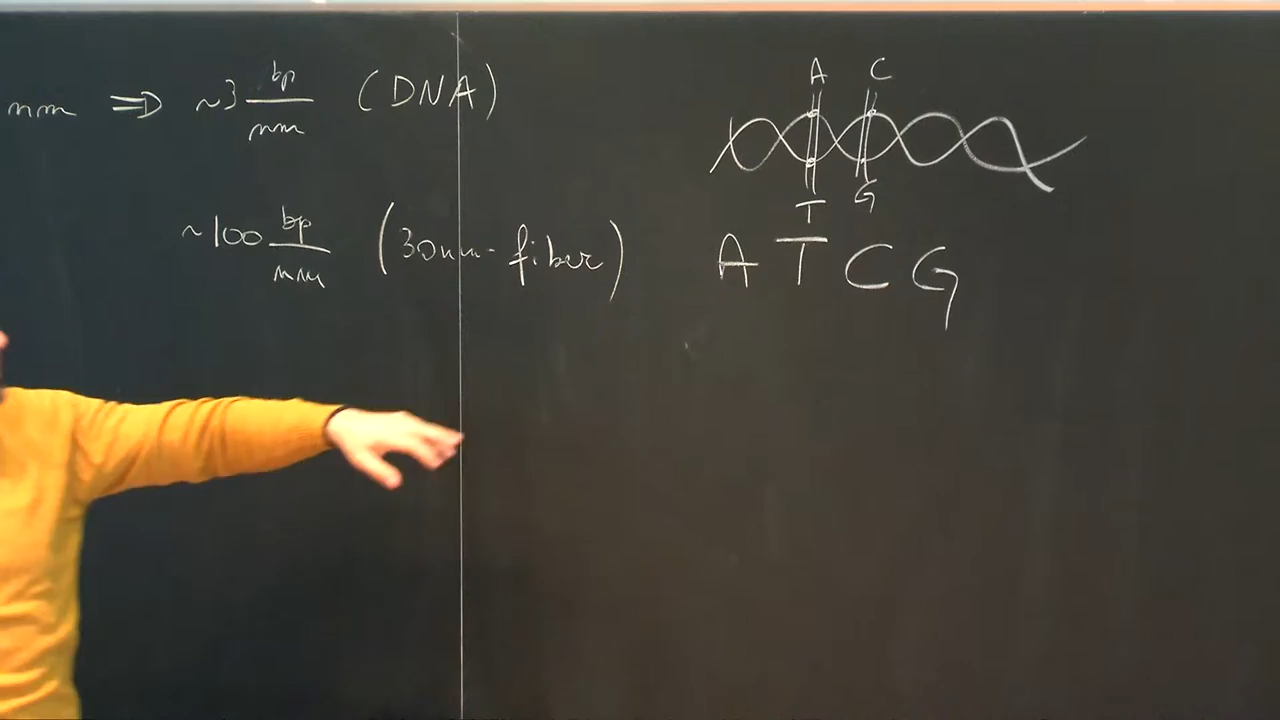 nm ⇒ ~3 bp/nm (DNA)
~100 bp/nm (30nm-fiber)
A C
T G
A T C G